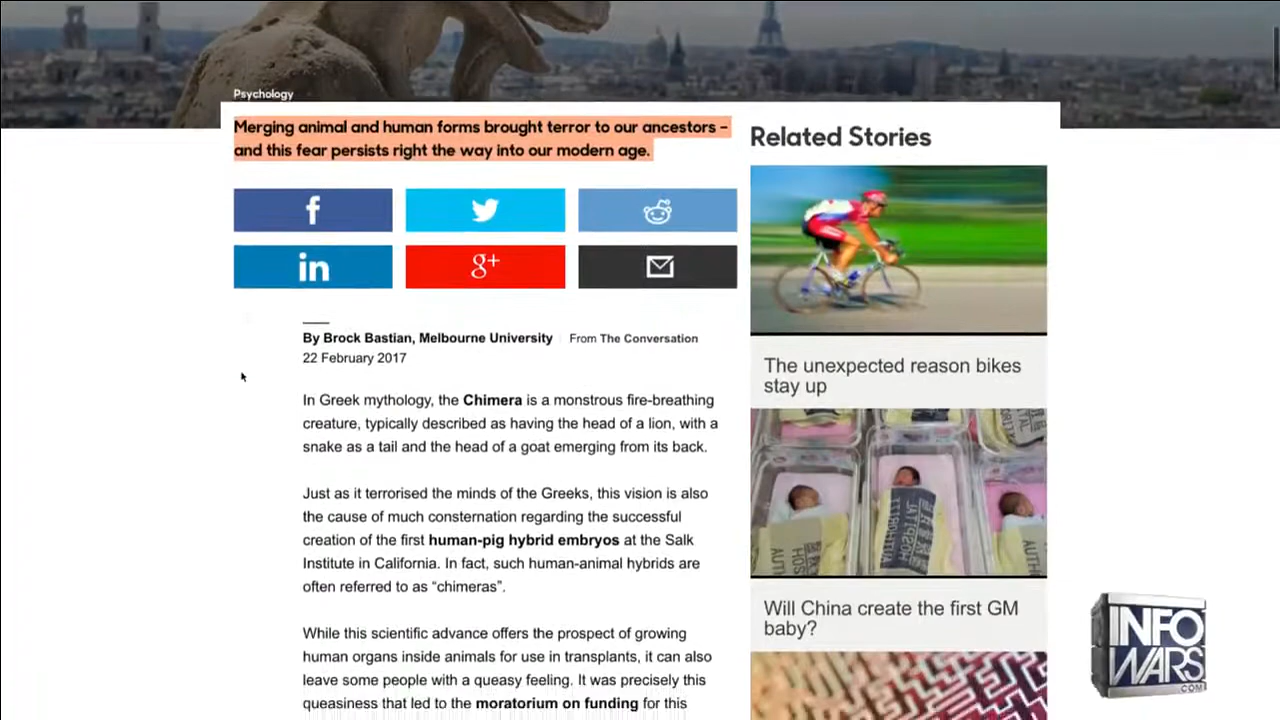 Psychology
Merging animal and human forms brought terror to our ancestors –
and this fear persists right the way into our modern age.
By Brock Bastian, Melbourne University
From The Conversation
22 February 2017
In Greek mythology, the Chimera is a monstrous fire-breathing
creature, typically described as having the head of a lion, with a
snake as a tail and the head of a goat emerging from its back.
Just as it terrorised the minds of the Greeks, this vision is also
the cause of much consternation regarding the successful
creation of the first human-pig hybrid embryos at the Salk
Institute in California. In fact, such human-animal hybrids are
often referred to as “chimeras”.
While this scientific advance offers the prospect of growing
human organs inside animals for use in transplants, it can also
leave some people with a queasy feeling. It was precisely this
queasiness that led to the moratorium on funding for this
f
in
g+
Related Stories
The unexpected reason bikes
stay up
Will China create the first GM
baby?
INFO
WARS
.COM